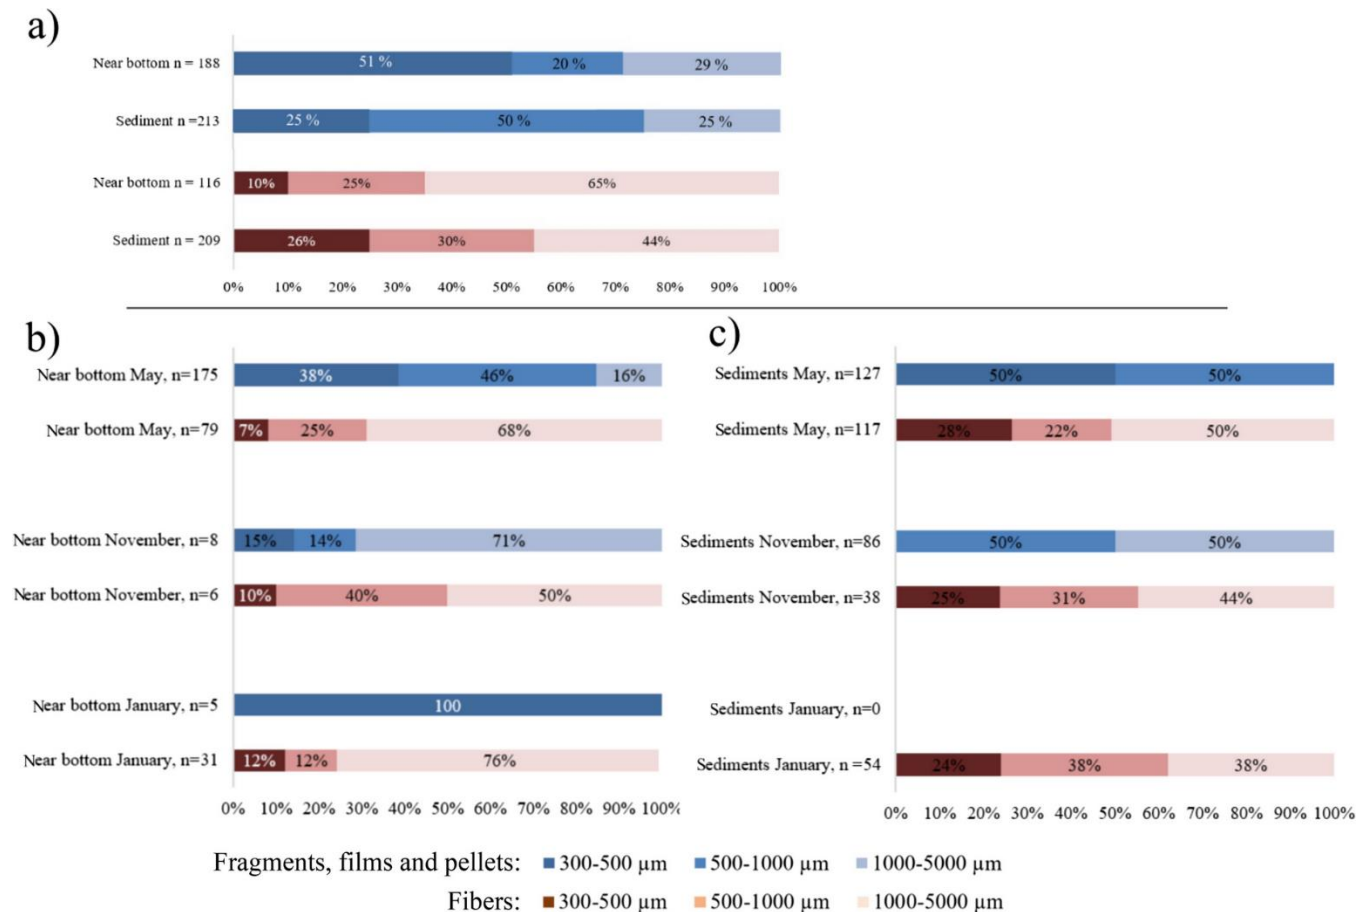 a)
Near bottom n = 188
51 % 20 % 29 %
Sediment n =213
25 % 50 % 25 %
Near bottom n = 116
10% 25% 65%
Sediment n = 209
26% 30% 44%
0% 10% 20% 30% 40% 50% 60% 70% 80% 90% 100%
b)
Near bottom May, n=175
38% 46% 16%
Near bottom May, n=79
7% 25% 68%
Near bottom November, n=8
15% 14% 71%
Near bottom November, n=6
10% 40% 50%
Near bottom January, n=5
100
Near bottom January, n=31
12% 12% 76%
0% 10% 20% 30% 40% 50% 60% 70% 80% 90% 100%
c)
Sediments May, n=127
50% 50%
Sediments May, n=117
28% 22% 50%
Sediments November, n=86
50% 50%
Sediments November, n=38
25% 31% 44%
Sediments January, n=0
Sediments January, n =54
24% 38% 38%
0% 10% 20% 30% 40% 50% 60% 70% 80% 90% 100%
Fragments, films and pellets: 300-500 µm 500-1000 µm 1000-5000 µm
Fibers: 300-500 µm 500-1000 µm 1000-5000 µm